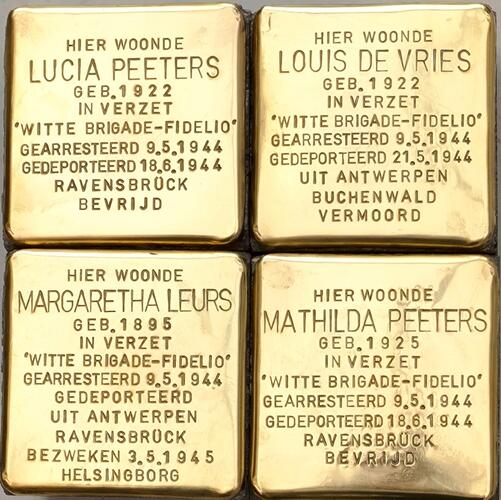 HIER WOONDE
LUCIA PEETERS
GEB.1922
IN VERZET
"WITTE BRIGADE-FIDELIO"
GEARRESTEERD 9.5.1944
GEDEPORTEERD 18.6.1944
RAVENSBRÜCK
BEVRIJD
HIER WOONDE
LOUIS DE VRIES
GEB.1922
IN VERZET
"WITTE BRIGADE-FIDELIO"
GEARRESTEERD 9.5.1944
GEDEPORTEERD 21.5.1944
UIT ANTWERPEN
BUCHENWALD
VERMOORD
HIER WOONDE
MARGARETHA LEURS
GEB.1895
IN VERZET
"WITTE BRIGADE-FIDELIO"
GEARRESTEERD 9.5.1944
GEDEPORTEERD
UIT ANTWERPEN
RAVENSBRÜCK
BEZWEKEN 3.5.1945
HELSINGBORG
HIER WOONDE
MATHILDA PEETERS
GEB.1925
IN VERZET
"WITTE BRIGADE-FIDELIO"
GEARRESTEERD 9.5.1944
GEDEPORTEERD 18.6.1944
RAVENSBRÜCK
BEVRIJD